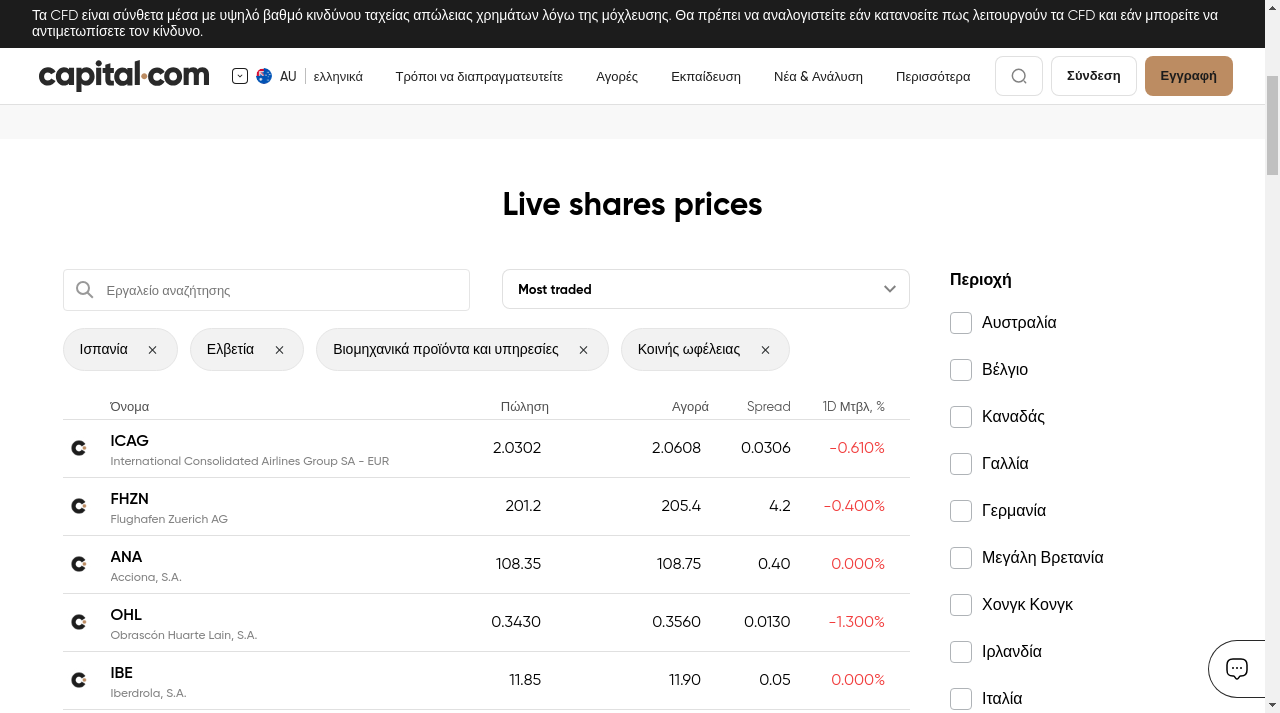 Τα CFD είναι σύνθετα μέσα με υψηλό βαθμό κινδύνου ταχείας απώλειας χρημάτων λόγω της μόχλευσης. Θα πρέπει να αναλογιστείτε εάν κατανοείτε πως λειτουργούν τα CFD και εάν μπορείτε να
αντιμετωπίσετε τον κίνδυνο.
capital.com AU ελληνικά Τρόποι να διαπραγματευτείτε Αγορές Εκπαίδευση Νέα & Ανάλυση Περισσότερα Σύνδεση Εγγραφή
Live shares prices
Εργαλείο αναζήτησης Most traded
Ισπανία × Ελβετία × Βιομηχανικά προϊόντα και υπηρεσίες × Κοινής ωφέλειας ×
Όνομα Πώληση Αγορά Spread 1D Μτβλ, %
ICAG 2.0302 2.0608 0.0306 -0.610%
International Consolidated Airlines Group SA - EUR
FHZN 201.2 205.4 4.2 -0.400%
Flughafen Zuerich AG
ANA 108.35 108.75 0.40 0.000%
Acciona, S.A.
OHL 0.3430 0.3560 0.0130 -1.300%
Obrascón Huarte Lain, S.A.
IBE 11.85 11.90 0.05 0.000%
Iberdrola, S.A.
Περιοχή
Αυστραλία
Βέλγιο
Καναδάς
Γαλλία
Γερμανία
Μεγάλη Βρετανία
Χονγκ Κονγκ
Ιρλανδία
Ιταλία